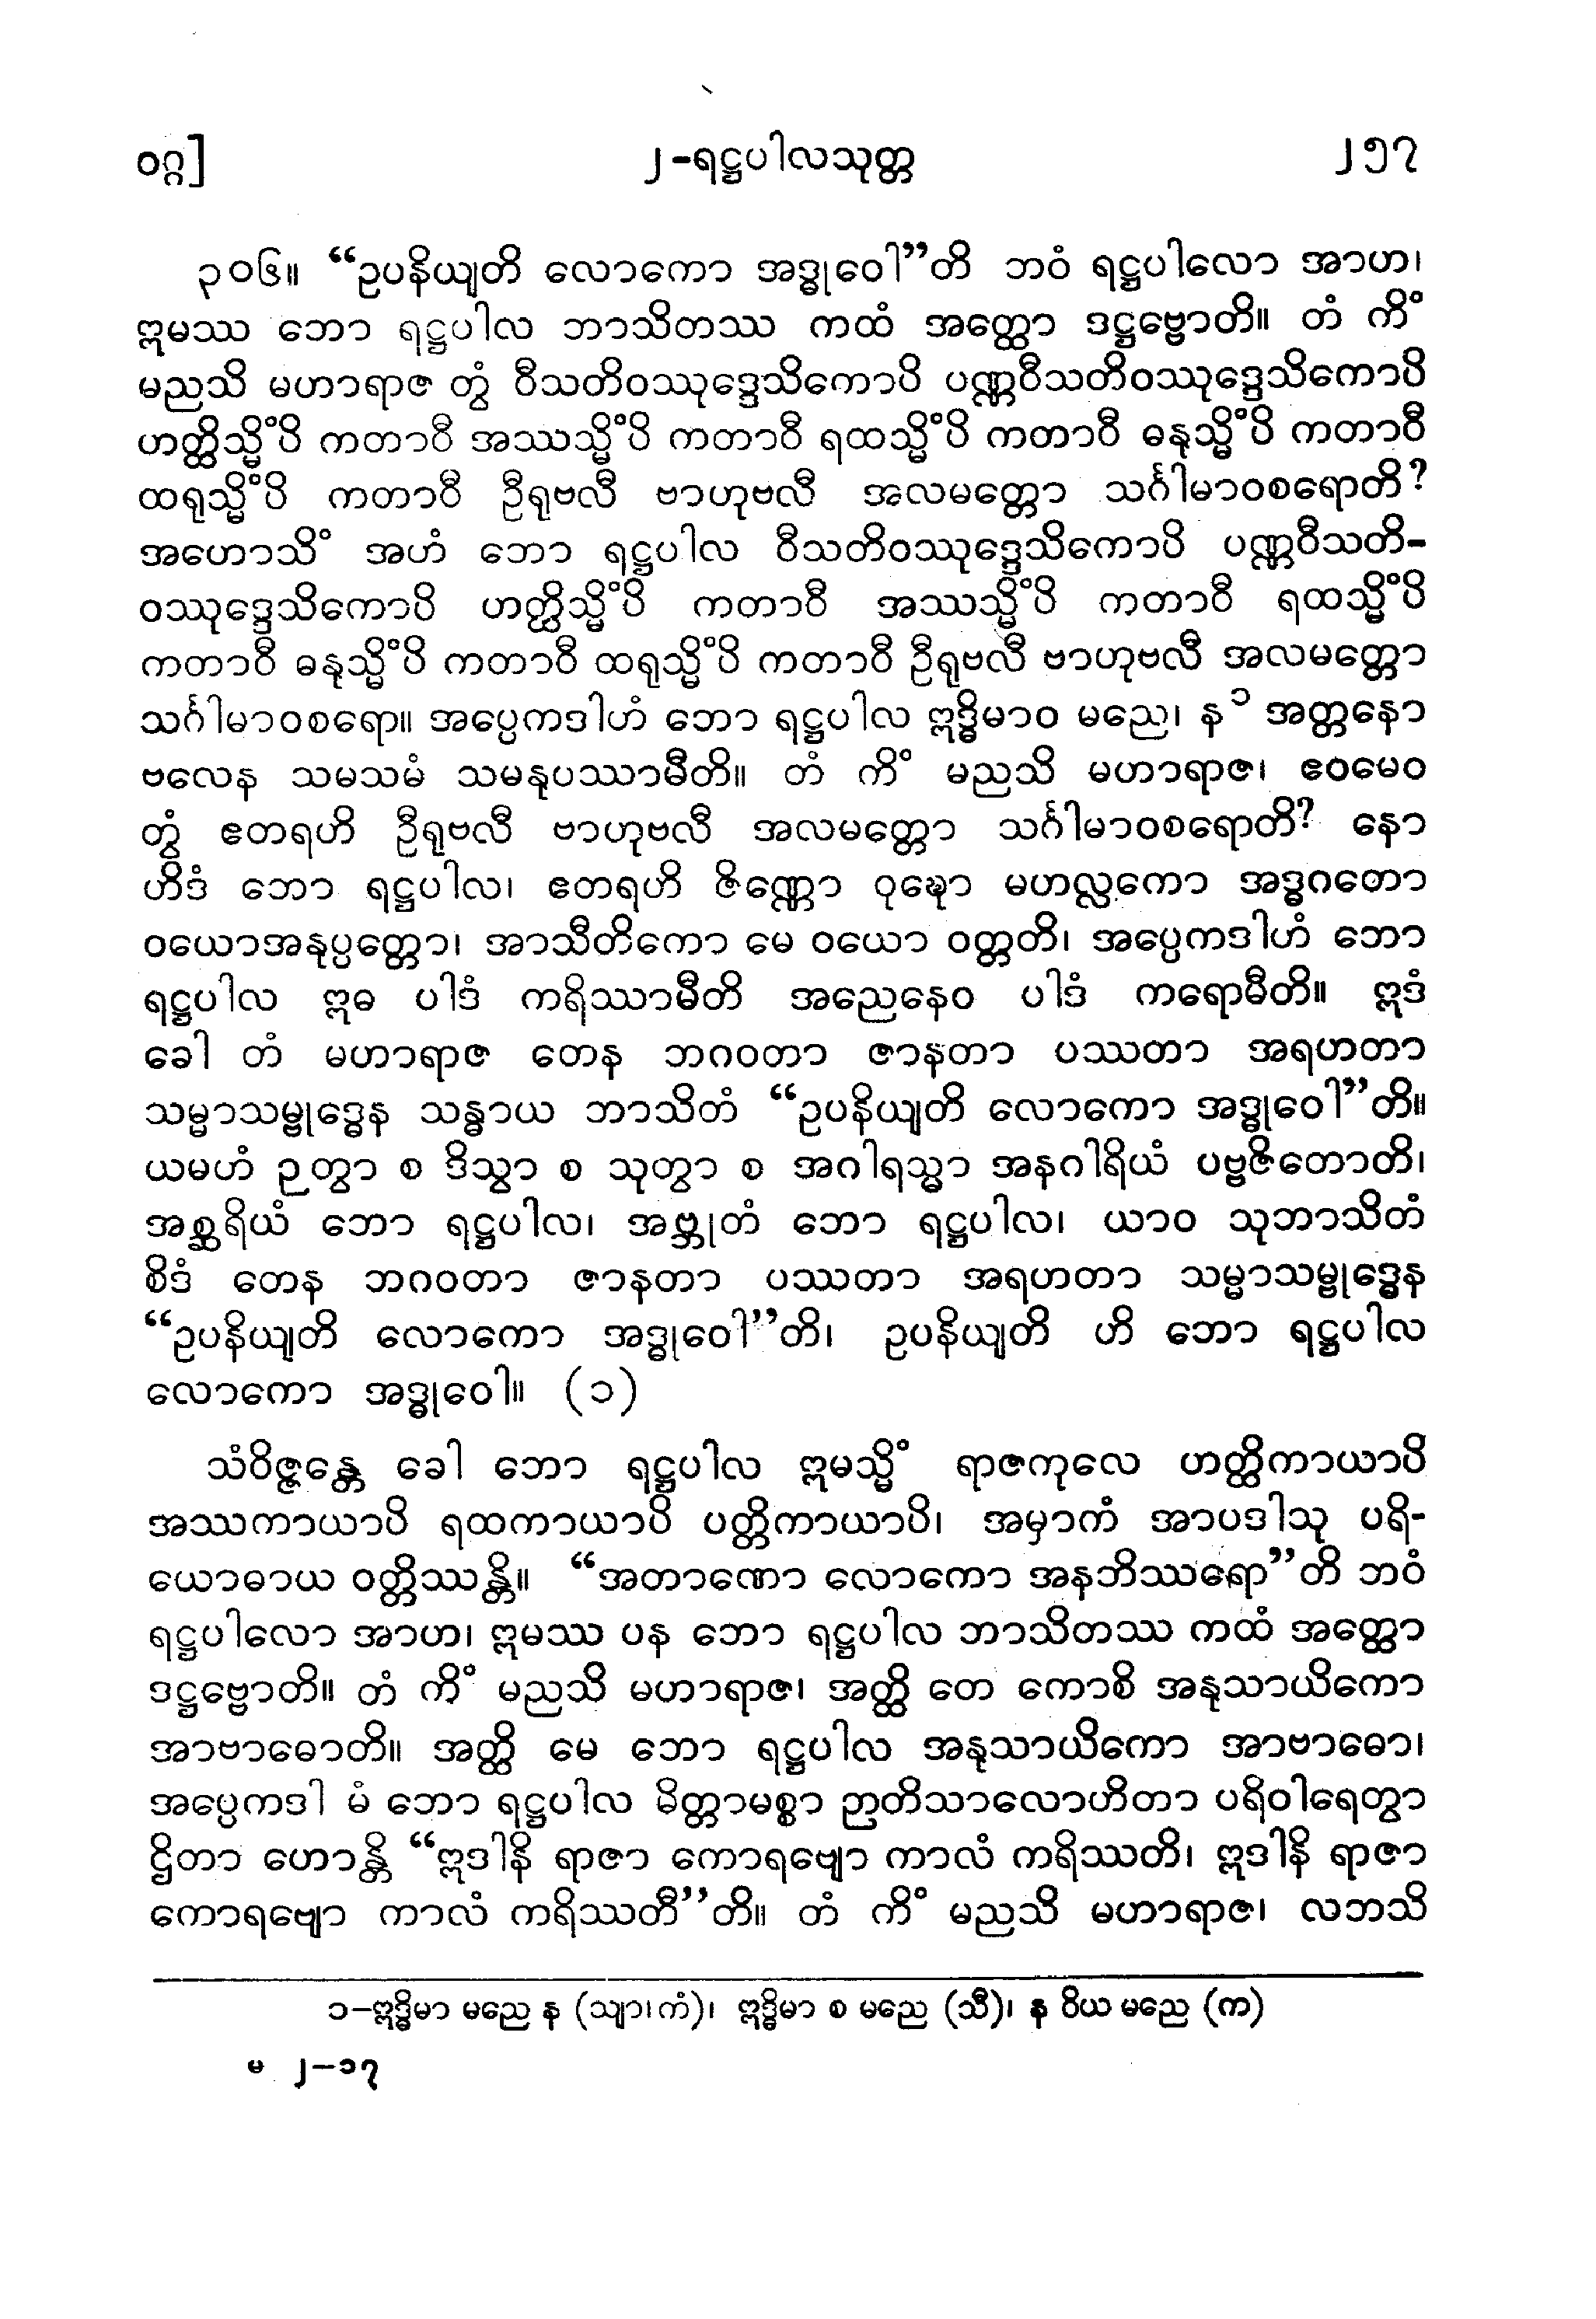 ဝဂ္ဂ]
၂-ရဋ္ဌပါလသုတ္တ
၂၅၇
၃၀၆။ “ဥပနိယျတိ လောကော အဒ္ဓုဝေါ”တိ ဘဝံ ရဋ္ဌပါလော အာဟ၊
ဣမဿ ဘော ရဋ္ဌပါလ ဘာသိတဿ ကထံ အတ္ထော ဒဋ္ဌဗ္ဗောတိ။ တံ ကိံ
မညသိ မဟာရာဇ တွံ ဝီသတိဝဿုဒ္ဒေသိကောပိ ပဏ္ဏဝီသတိဝဿုဒ္ဒေသိကောပိ
ဟတ္ထိသ္မိံပိ ကတာဝီ အဿသ္မိံပိ ကတာဝီ ရထသ္မိံပိ ကတာဝီ ဓနုသ္မိံပိ ကတာဝီ
ထရုသ္မိံပိ ကတာဝီ ဦရုဗလီ ဗာဟုဗလီ အလမတ္တော သင်္ဂါမာဝစရောတိ?
အဟောသိံ အဟံ ဘော ရဋ္ဌပါလ ဝီသတိဝဿုဒ္ဒေသိကောပိ ပဏ္ဏဝီသတိ-
ဝဿုဒ္ဒေသိကောပိ ဟတ္ထိသ္မိံပိ ကတာဝီ အဿသ္မိံပိ ကတာဝီ ရထသ္မိံပိ
ကတာဝီ ဓနုသ္မိံပိ ကတာဝီ ထရုသ္မိံပိ ကတာဝီ ဦရုဗလီ ဗာဟုဗလီ အလမတ္တော
သင်္ဂါမာဝစရော။ အပ္ပေကဒါဟံ ဘော ရဋ္ဌပါလ ဣဒ္ဓိမာဝ မညေ၊ န ၁ အတ္တနော
ဗလေန သမသမံ သမနုပဿာမီတိ။ တံ ကိံ မညသိ မဟာရာဇ၊ ဧဝမေဝ
တွံ ဧတရဟိ ဦရုဗလီ ဗာဟုဗလီ အလမတ္တော သင်္ဂါမာဝစရောတိ? နော
ဟိဒံ ဘော ရဋ္ဌပါလ၊ ဧတရဟိ ဇိဏ္ဏော ဝုဍ္ဎော မဟလ္လကော အဒ္ဓဂတော
ဝယောအနုပ္ပတ္တော၊ အာသီတိကော မေ ဝယော ဝတ္တတိ၊ အပ္ပေကဒါဟံ ဘော
ရဋ္ဌပါလ ဣဓ ပါဒံ ကရိဿာမီတိ အညေနေဝ ပါဒံ ကရောမီတိ။ ဣဒံ
ခေါ တံ မဟာရာဇ တေန ဘဂဝတာ ဇာနတာ ပဿတာ အရဟတာ
သမ္မာသမ္ဗုဒ္ဓေန သန္ဓာယ ဘာသိတံ “ဥပနိယျတိ လောကော အဒ္ဓုဝေါ”တိ။
ယမဟံ ဉတွာ စ ဒိသွာ စ သုတွာ စ အဂါရသ္မာ အနဂါရိယံ ပဗ္ဗဇိတောတိ၊
အစ္ဆရိယံ ဘော ရဋ္ဌပါလ၊ အဗ္ဘုတံ ဘော ရဋ္ဌပါလ၊ ယာဝ သုဘာသိတံ
စိဒံ တေန ဘဂဝတာ ဇာနတာ ပဿတာ အရဟတာ သမ္မာသမ္ဗုဒ္ဓေန
“ဥပနိယျတိ လောကော အဒ္ဓုဝေါ”တိ၊ ဥပနိယျတိ ဟိ ဘော ရဋ္ဌပါလ
လောကော အဒ္ဓုဝေါ။ (၁)
သံဝိဇ္ဇန္တေ ခေါ ဘော ရဋ္ဌပါလ ဣမသ္မိံ ရာဇကုလေ ဟတ္ထိကာယာပိ
အဿကာယာပိ ရထကာယာပိ ပတ္တိကာယာပိ၊ အမှာကံ အာပဒါသု ပရိ-
ယောဓာယ ဝတ္တိဿန္တိ။ “အတာဏော လောကော အနဘိဿရော”တိ ဘဝံ
ရဋ္ဌပါလော အာဟ၊ ဣမဿ ပန ဘော ရဋ္ဌပါလ ဘာသိတဿ ကထံ အတ္ထော
ဒဋ္ဌဗ္ဗောတိ။ တံ ကိံ မညသိ မဟာရာဇ၊ အတ္ထိ တေ ကောစိ အနုသာယိကော
အာဗာဓောတိ။ အတ္ထိ မေ ဘော ရဋ္ဌပါလ အနုသာယိကော အာဗာဓော၊
အပ္ပေကဒါ မံ ဘော ရဋ္ဌပါလ မိတ္တာမစ္စာ ဉာတိသာလောဟိတာ ပရိဝါရေတွာ
ဌိတာ ဟောန္တိ “ဣဒါနိ ရာဇာ ကောရဗျော ကာလံ ကရိဿတိ၊ ဣဒါနိ ရာဇာ
ကောရဗျော ကာလံ ကရိဿတီ”တိ။ တံ ကိံ မညသိ မဟာရာဇ၊ လဘသိ
၁-ဣဒ္ဓိမာ မညေ န (သျာ၊ကံ)၊ ဣဒ္ဓိမာ စ မညေ (သီ)၊ န ဝိယ မညေ (က)
မ ၂-၁၇